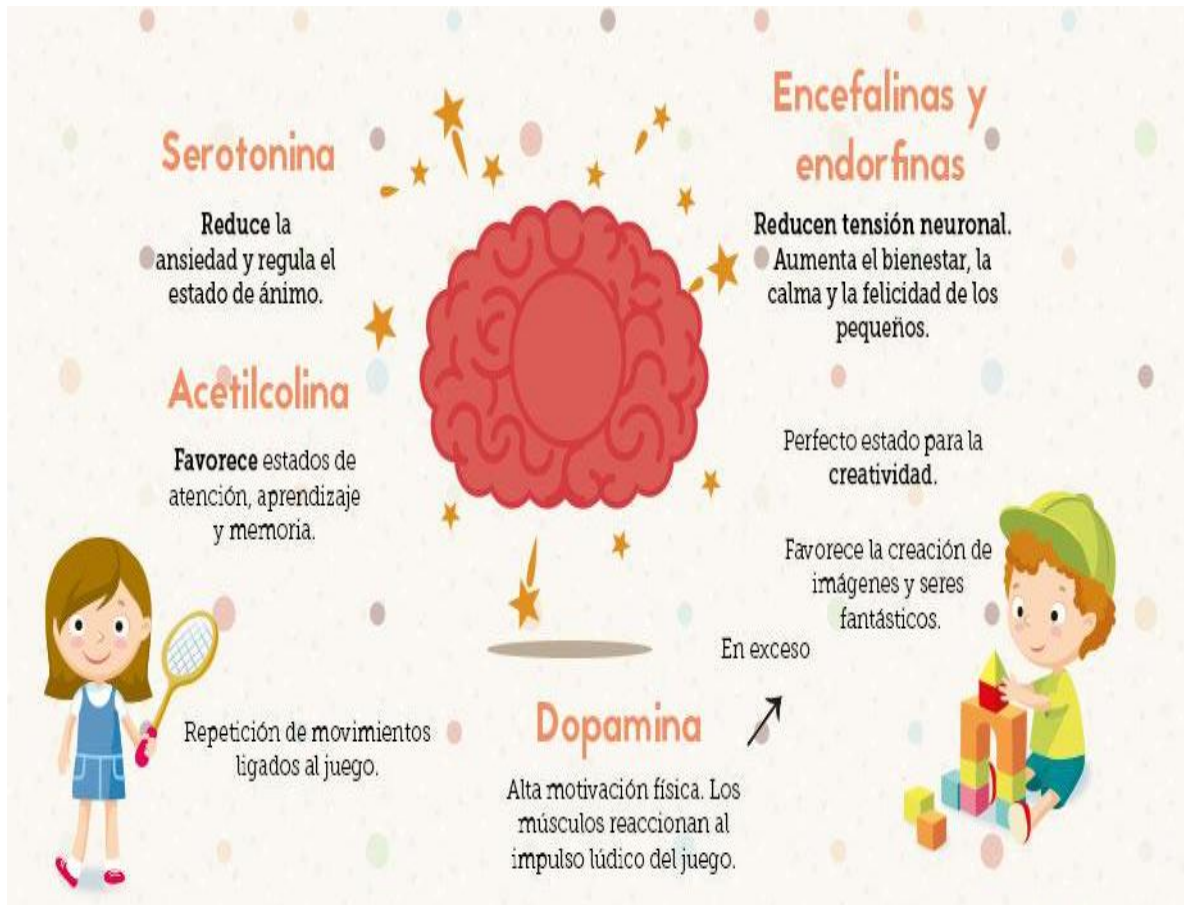 Serotonina
Reduce la
ansiedad y regula el
estado de ánimo.
Acetilcolina
Favorece estados de
atención, aprendizaje
y memoria.
Repetición de movimientos
ligados al juego.
Encefalinas y
endorfinas
Reducen tensión neuronal.
Aumenta el bienestar, la
calma y la felicidad de los
pequeños.
Perfecto estado para la
creatividad.
Favorece la creación de
imágenes y seres
fantásticos.
En exceso
Dopamina
Alta motivación física. Los
músculos reaccionan al
impulso lúdico del juego.